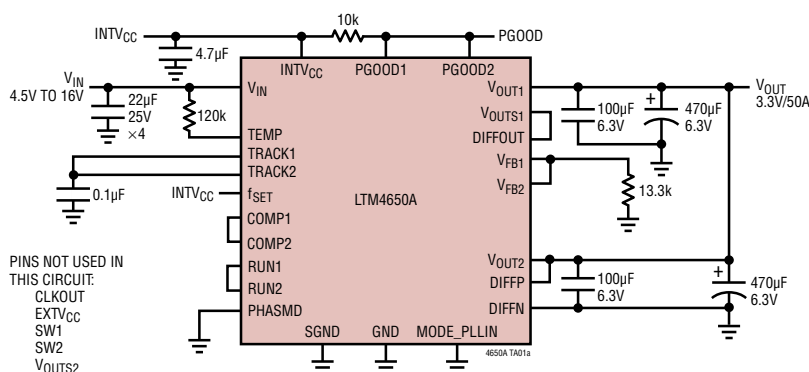 10k
INTVCC
PGOOD
4.7µF
INTVCC
PGOOD1
PGOOD2
VIN
4.5V TO 16V
VIN
22µF
25V
×4
120k
TEMP
TRACK1
TRACK2
0.1µF
INTVCC
fSET
COMP1
COMP2
RUN1
RUN2
PHASMD
LTM4650A
SGND
GND
MODE_PLLIN
VOUT1
VOUTS1
DIFFOUT
VFB1
VFB2
VOUT2
DIFFP
DIFFN
100µF
6.3V
+
470µF
6.3V
VOUT
3.3V/50A
13.3k
100µF
6.3V
+
470µF
6.3V
4650A TA01a
PINS NOT USED IN
THIS CIRCUIT:
CLKOUT
EXTVCC
SW1
SW2
VOUTS2